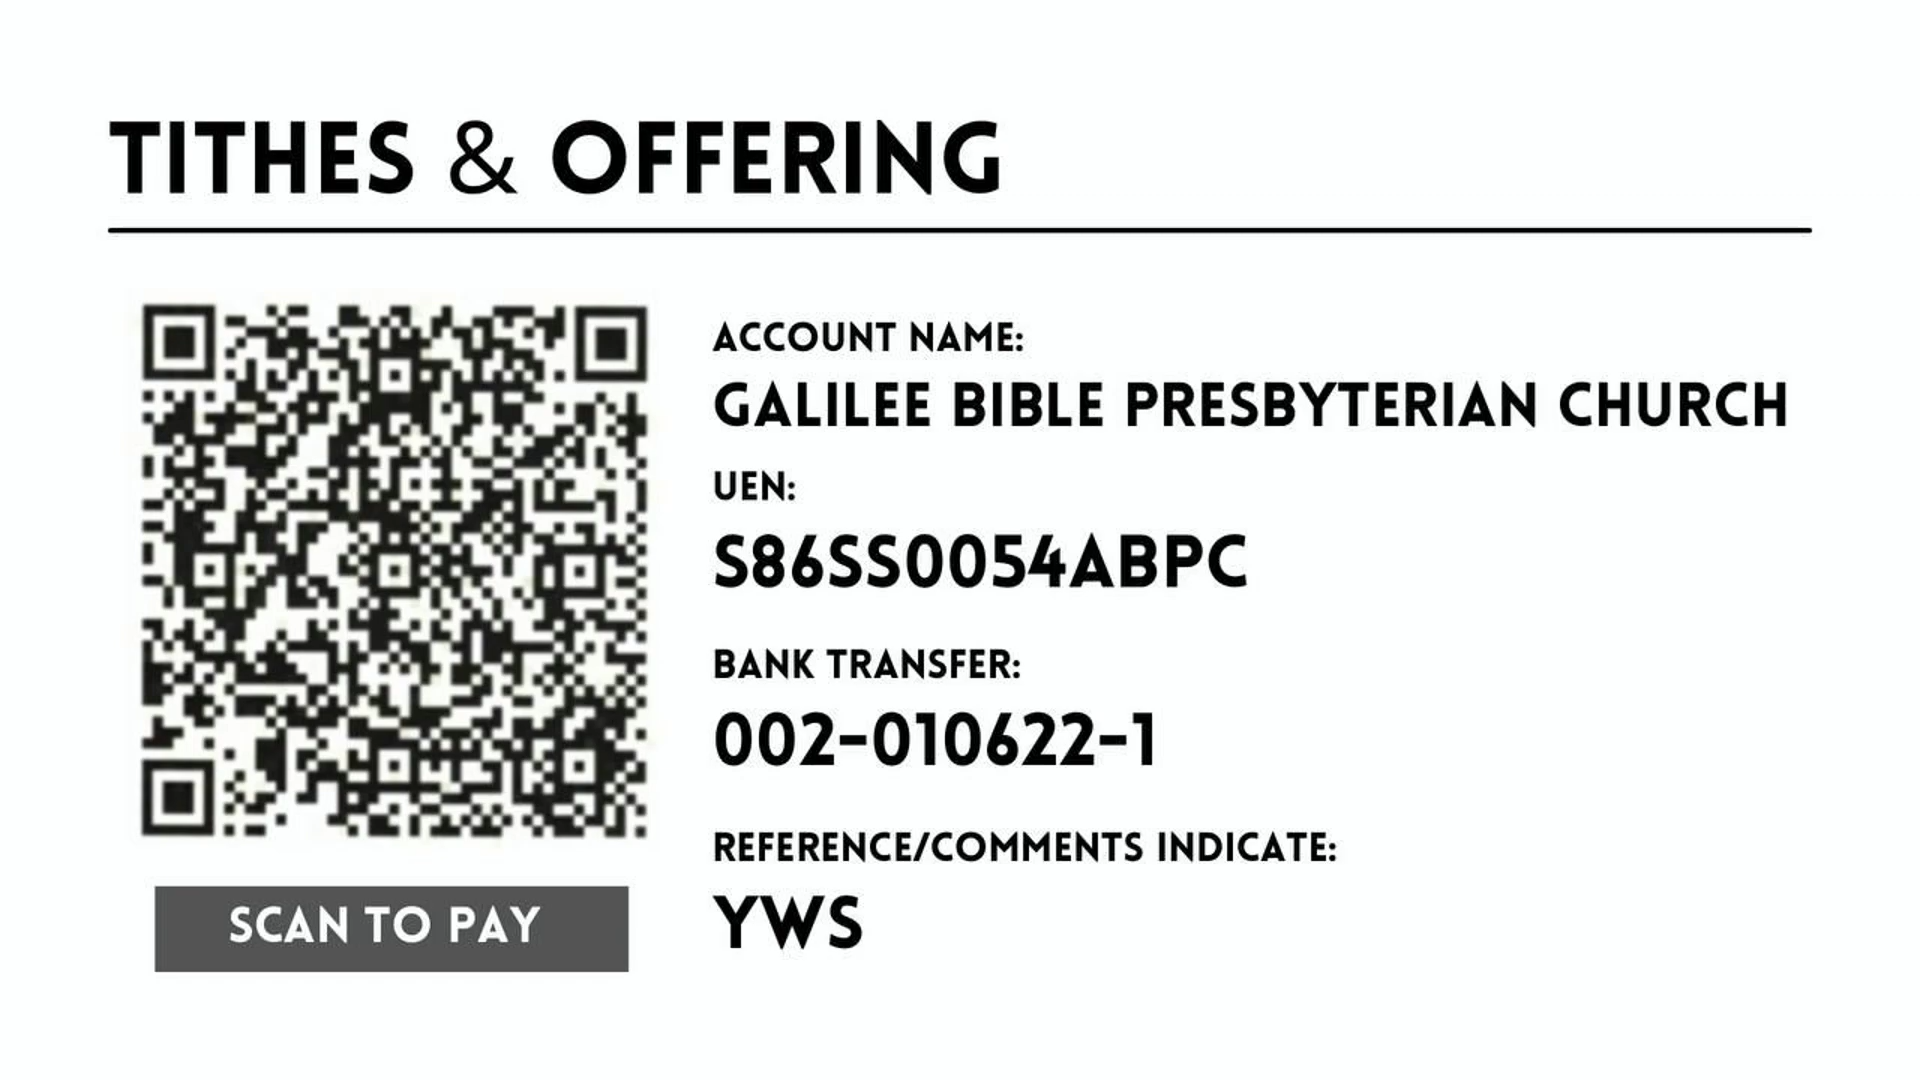 TITHES & OFFERING
ACCOUNT NAME:
GALILEE BIBLE PRESBYTERIAN CHURCH
UEN:
S86SS0054ABPC
BANK TRANSFER:
002-010622-1
REFERENCE/COMMENTS INDICATE:
YWS
SCAN TO PAY